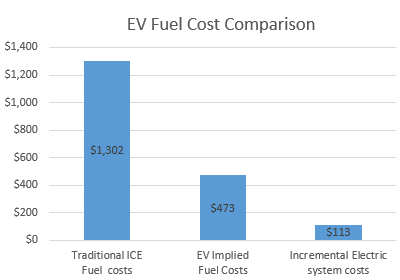 EV Fuel Cost Comparison
$1,400
$1,200
$1,000
$800
$600
$400
$200
$0
$1,302
$473
$113
Traditional ICE
Fuel costs
EV Implied
Fuel Costs
Incremental Electric
system costs